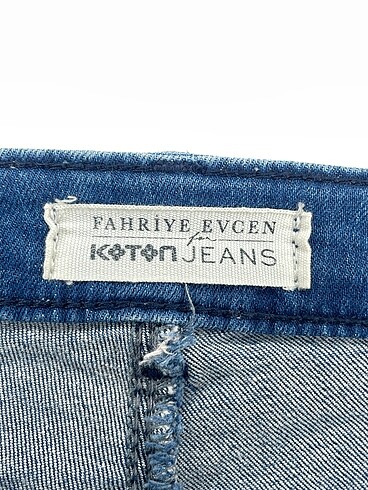 FAHRİYE EVCEN
for
KOTON JEANS